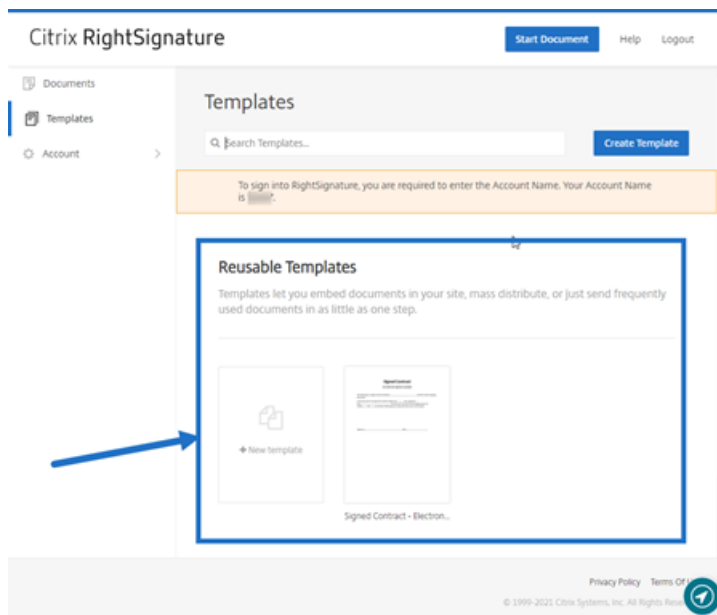 Citrix RightSignature
Start Document
Help
Logout
Documents
Templates
Account
Templates
Search Templates...
Create Template
To sign into RightSignature, you are required to enter the Account Name. Your Account Name
is
Reusable Templates
Templates let you embed documents in your site, mass distribute, or just send frequently
used documents in as little as one step.
+ New template
Signed Contract
Signed Contract - Electron...
Privacy Policy
Terms Of
© 1999-2021 Citrix Systems, Inc. All Rights